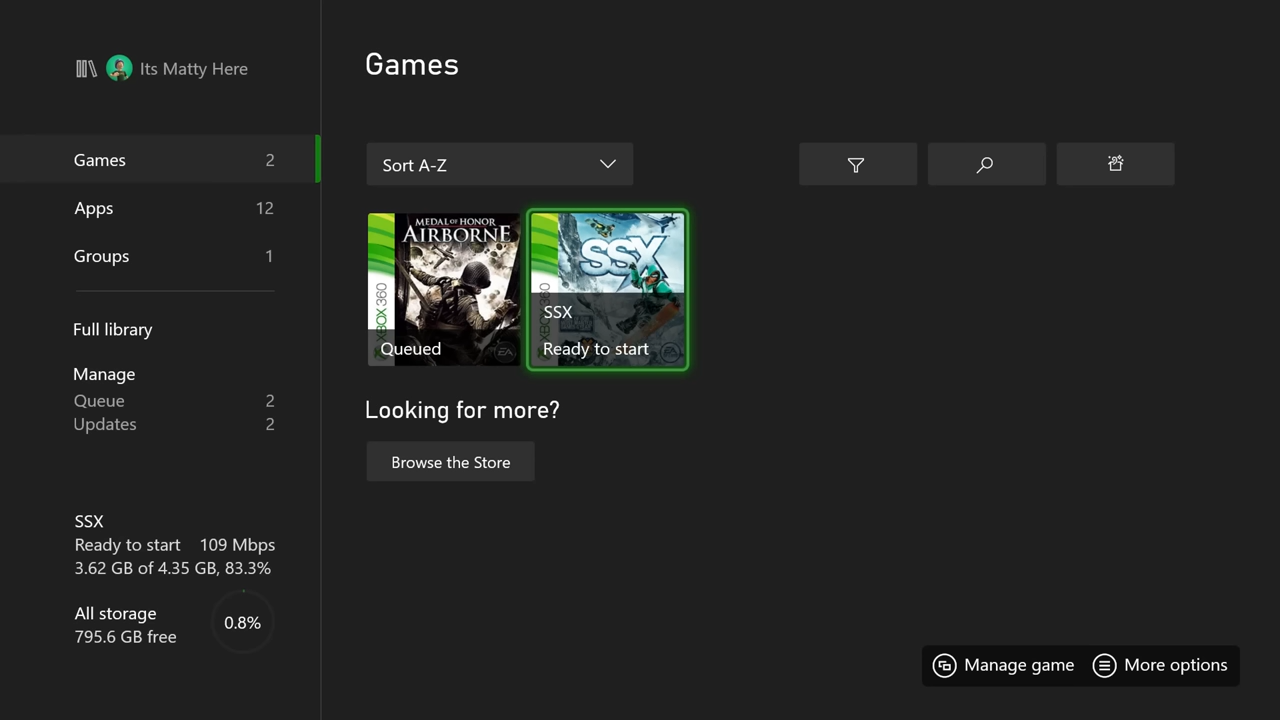 Its Matty Here
Games 2
Apps 12
Groups 1
Full library
Manage
Queue 2
Updates 2
SSX
Ready to start 109 Mbps
3.62 GB of 4.35 GB, 83.3%
All storage
795.6 GB free
0.8%
Games
Sort A-Z
MEDAL OF HONOR
AIRBORNE
XBOX 360
Queued
EA
SSX
XBOX 360
SSX
Ready to start
EA
Looking for more?
Browse the Store
Manage game
More options